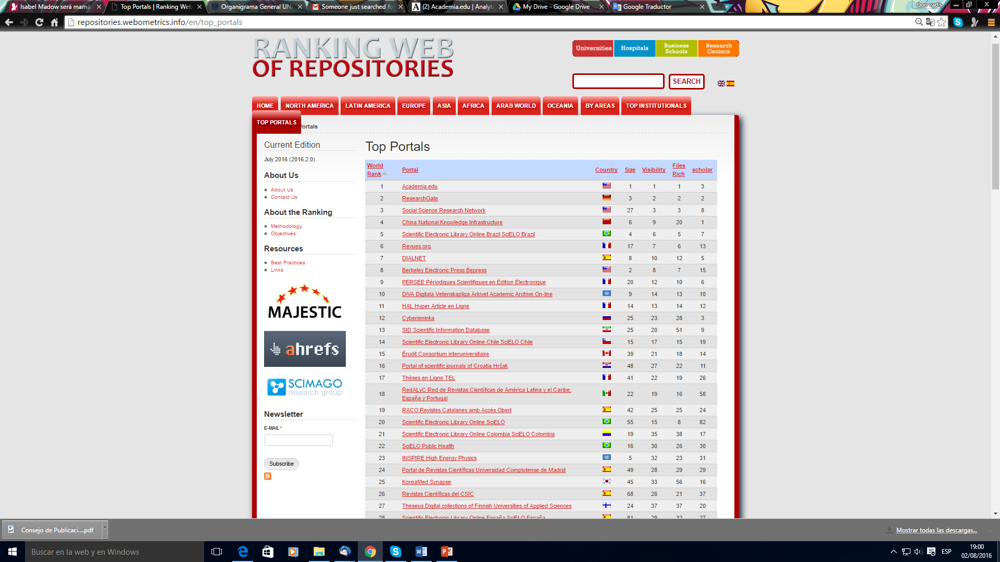 Isabel Madow será mamá
Top Portals | Ranking Web
Organigrama General UNA
Someone just searched fo
(2) Academia.edu | Analyti
My Drive - Google Drive
Google Traductor
Quo vadis
repositories.webometrics.info/en/top_portals
RANKING WEB
OF REPOSITORIES
Universities
Hospitals
Business Schools
Research Centers
SEARCH
HOME
NORTH AMERICA
LATIN AMERICA
EUROPE
ASIA
AFRICA
ARAB WORLD
OCEANIA
BY AREAS
TOP INSTITUTIONALS
TOP PORTALS
Portals
Current Edition
July 2016 (2016.2.0)
About Us
About Us
Contact Us
About the Ranking
Methodology
Objectives
Resources
Best Practices
Links
MAJESTIC
ahrefs
SCIMAGO
research group
Newsletter
E-MAIL *
Subscribe
Top Portals
World Rank Portal Country Size Visibility Files Rich scholar
1 Academia.edu 1 1 1 3
2 ResearchGate 3 2 2 2
3 Social Science Research Network 27 3 3 8
4 China National Knowledge Infrastructure 6 9 20 1
5 Scientific Electronic Library Online Brazil SciELO Brazil 4 6 5 7
6 Revues.org 17 7 6 13
7 DIALNET 8 10 12 5
8 Berkeley Electronic Press Bepress 2 8 7 15
9 PERSEE Périodiques Scientifiques en Édition Électronique 20 12 10 6
10 DiVA Digitala Vetenskapliga Arkivet Academic Archive On-line 9 14 13 10
11 HAL Hyper Article en Ligne 14 13 14 12
12 Cyberleninka 25 23 28 3
13 SID Scientific Information Database 25 20 51 9
14 Scientific Electronic Library Online Chile SciELO Chile 15 17 15 19
15 Érudit Consortium interuniversitaire 39 21 18 14
16 Portal of scientific journals of Croatia Hrčak 48 27 22 11
17 Thèses en Ligne TEL 41 22 19 26
18 RedALyC Red de Revistas Científicas de América Latina y el Caribe, España y Portugal 22 19 16 58
19 RACO Revistes Catalanes amb Accés Obert 42 25 25 24
20 Scientific Electronic Library Online SciELO 55 15 8 82
21 Scientific Electronic Library Online Colombia SciELO Colombia 19 35 38 17
22 SciELO Public Health 16 30 26 30
23 INSPIRE High Energy Physics 5 32 23 31
24 Portal de Revistas Científicas Universidad Complutense de Madrid 49 28 29 29
25 KoreaMed Synapse 45 33 56 16
26 Revistas Científicas del CSIC 68 26 21 37
27 Theseus Digital collections of Finnish Universities of Applied Sciences 24 37 37 20
28 Scientific Electronic Library Online España SciELO España 81 29 32 27
Consejo de Publicaci....pdf
Mostrar todas las descargas...
Buscar en la web y en Windows
ESP
19:00
02/08/2016